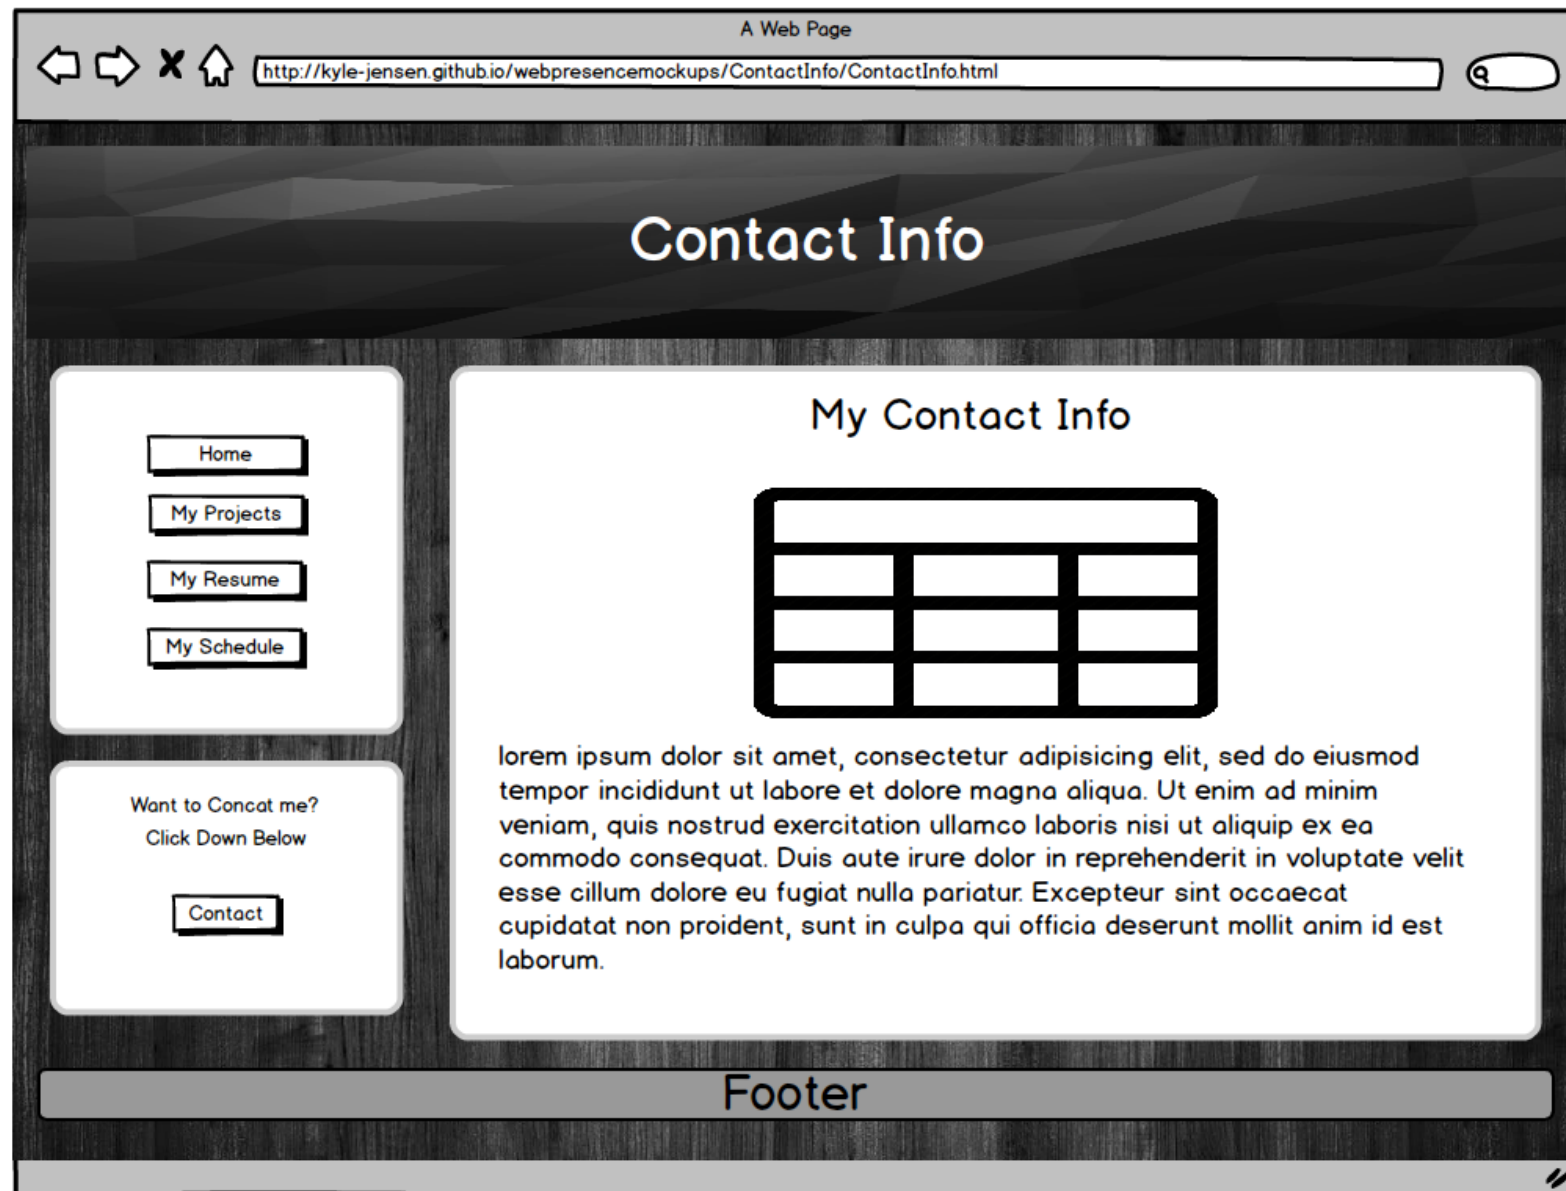 A Web Page
http://kyle-jensen.github.io/webpresencemockups/ContactInfo/ContactInfo.html
Contact Info
Home
My Projects
My Resume
My Schedule
Want to Concat me?
Click Down Below
Contact
My Contact Info
lorem ipsum dolor sit amet, consectetur adipisicing elit, sed do eiusmod
tempor incididunt ut labore et dolore magna aliqua. Ut enim ad minim
veniam, quis nostrud exercitation ullamco laboris nisi ut aliquip ex ea
commodo consequat. Duis aute irure dolor in reprehenderit in voluptate velit
esse cillum dolore eu fugiat nulla pariatur. Excepteur sint occaecat
cupidatat non proident, sunt in culpa qui officia deserunt mollit anim id est
laborum.
Footer